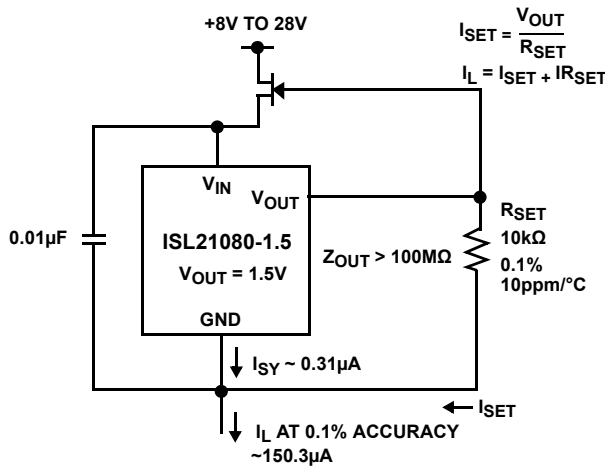 +8V TO 28V
I_SET = V_OUT / R_SET
I_L = I_SET + IR_SET
V_IN
V_OUT
ISL21080-1.5
V_OUT = 1.5V
GND
0.01µF
Z_OUT > 100MΩ
R_SET
10kΩ
0.1%
10ppm/°C
I_SY ~ 0.31µA
I_SET
I_L AT 0.1% ACCURACY
~150.3µA